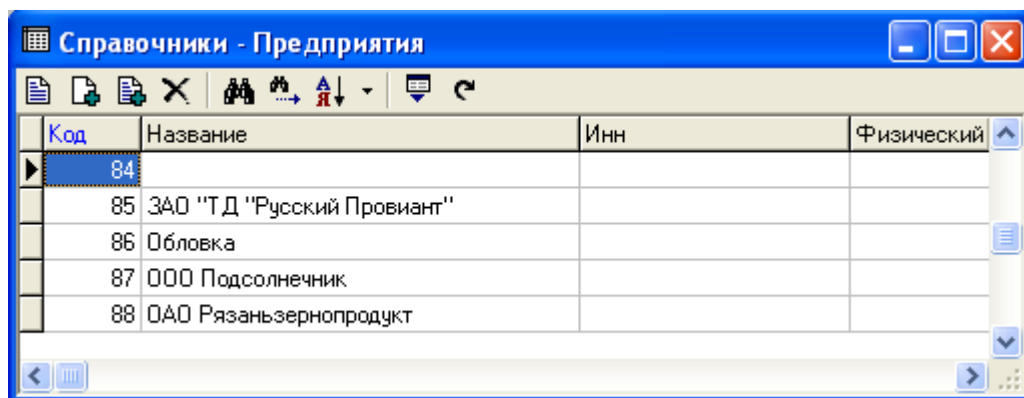 Справочники - Предприятия
Код Название Инн Физический
84
85 ЗАО "ТД "Русский Провиант"
86 Обловка
87 ООО Подсолнечник
88 ОАО Рязаньзернопродукт